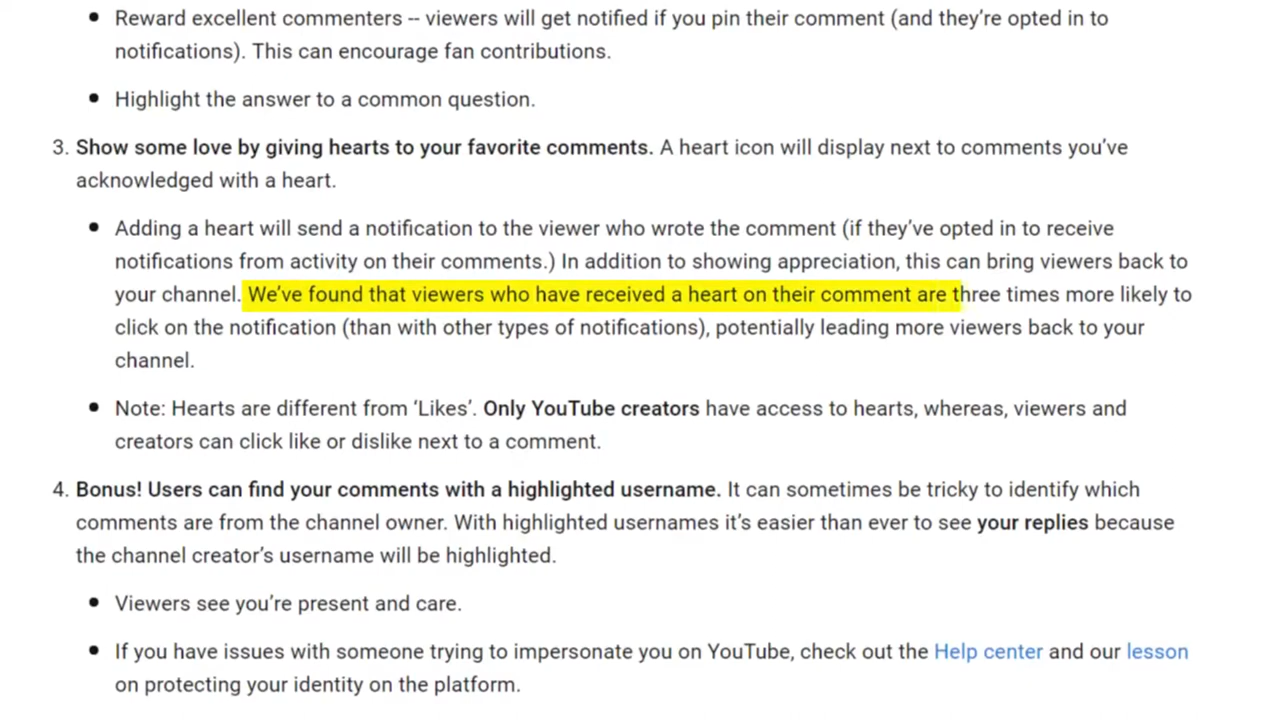 • Reward excellent commenters -- viewers will get notified if you pin their comment (and they’re opted in to
notifications). This can encourage fan contributions.
• Highlight the answer to a common question.
3. Show some love by giving hearts to your favorite comments. A heart icon will display next to comments you’ve
acknowledged with a heart.
• Adding a heart will send a notification to the viewer who wrote the comment (if they’ve opted in to receive
notifications from activity on their comments.) In addition to showing appreciation, this can bring viewers back to
your channel. We’ve found that viewers who have received a heart on their comment are three times more likely to
click on the notification (than with other types of notifications), potentially leading more viewers back to your
channel.
• Note: Hearts are different from ‘Likes’. Only YouTube creators have access to hearts, whereas, viewers and
creators can click like or dislike next to a comment.
4. Bonus! Users can find your comments with a highlighted username. It can sometimes be tricky to identify which
comments are from the channel owner. With highlighted usernames it’s easier than ever to see your replies because
the channel creator’s username will be highlighted.
• Viewers see you’re present and care.
• If you have issues with someone trying to impersonate you on YouTube, check out the Help center and our lesson
on protecting your identity on the platform.